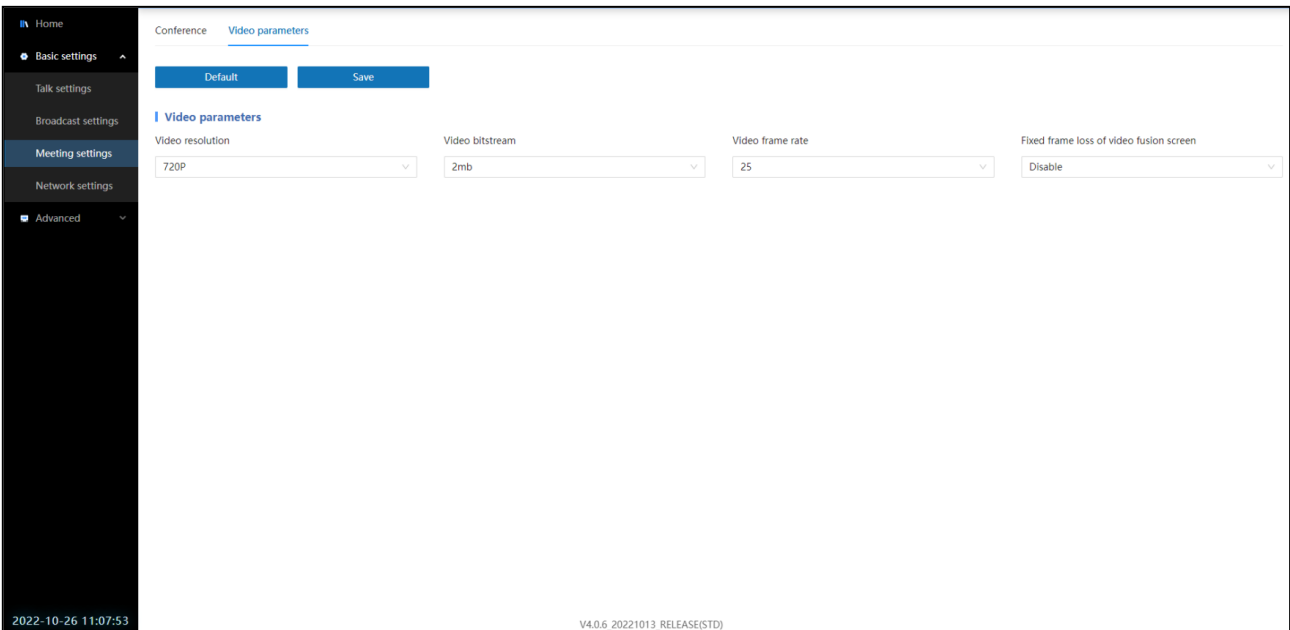 Home
Basic settings
Talk settings
Broadcast settings
Meeting settings
Network settings
Advanced
2022-10-26 11:07:53
Conference Video parameters
Default Save
Video parameters
Video resolution Video bitstream Video frame rate Fixed frame loss of video fusion screen
720P 2mb 25 Disable
V4.0.6 20221013 RELEASE(STD)